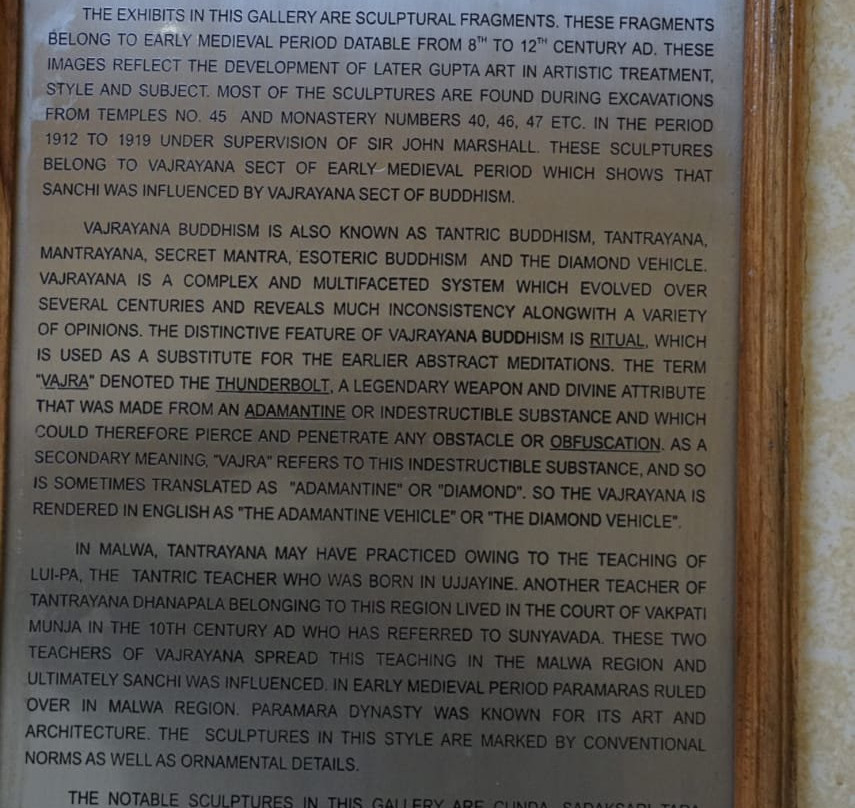 THE EXHIBITS IN THIS GALLERY ARE SCULPTURAL FRAGMENTS. THESE FRAGMENTS
BELONG TO EARLY MEDIEVAL PERIOD DATABLE FROM 8TH TO 12TH CENTURY AD. THESE
IMAGES REFLECT THE DEVELOPMENT OF LATER GUPTA ART IN ARTISTIC TREATMENT,
STYLE AND SUBJECT. MOST OF THE SCULPTURES ARE FOUND DURING EXCAVATIONS
FROM TEMPLES NO. 45 AND MONASTERY NUMBERS 40, 46, 47 ETC. IN THE PERIOD
1912 TO 1919 UNDER SUPERVISION OF SIR JOHN MARSHALL. THESE SCULPTURES
BELONG TO VAJRAYANA SECT OF EARLY MEDIEVAL PERIOD WHICH SHOWS THAT
SANCHI WAS INFLUENCED BY VAJRAYANA SECT OF BUDDHISM.
VAJRAYANA BUDDHISM IS ALSO KNOWN AS TANTRIC BUDDHISM, TANTRAYANA,
MANTRAYANA, SECRET MANTRA, ESOTERIC BUDDHISM AND THE DIAMOND VEHICLE.
VAJRAYANA IS A COMPLEX AND MULTIFACETED SYSTEM WHICH EVOLVED OVER
SEVERAL CENTURIES AND REVEALS MUCH INCONSISTENCY ALONGWITH A VARIETY
OF OPINIONS. THE DISTINCTIVE FEATURE OF VAJRAYANA BUDDHISM IS RITUAL, WHICH
IS USED AS A SUBSTITUTE FOR THE EARLIER ABSTRACT MEDITATIONS. THE TERM
"VAJRA" DENOTED THE THUNDERBOLT, A LEGENDARY WEAPON AND DIVINE ATTRIBUTE
THAT WAS MADE FROM AN ADAMANTINE OR INDESTRUCTIBLE SUBSTANCE AND WHICH
COULD THEREFORE PIERCE AND PENETRATE ANY OBSTACLE OR OBFUSCATION. AS A
SECONDARY MEANING, "VAJRA" REFERS TO THIS INDESTRUCTIBLE SUBSTANCE, AND SO
IS SOMETIMES TRANSLATED AS "ADAMANTINE" OR "DIAMOND". SO THE VAJRAYANA IS
RENDERED IN ENGLISH AS "THE ADAMANTINE VEHICLE" OR "THE DIAMOND VEHICLE".
IN MALWA, TANTRAYANA MAY HAVE PRACTICED OWING TO THE TEACHING OF
LUI-PA, THE TANTRIC TEACHER WHO WAS BORN IN UJJAYINE. ANOTHER TEACHER OF
TANTRAYANA DHANAPALA BELONGING TO THIS REGION LIVED IN THE COURT OF VAKPATI
MUNJA IN THE 10TH CENTURY AD WHO HAS REFERRED TO SUNYAVADA. THESE TWO
TEACHERS OF VAJRAYANA SPREAD THIS TEACHING IN THE MALWA REGION AND
ULTIMATELY SANCHI WAS INFLUENCED. IN EARLY MEDIEVAL PERIOD PARAMARAS RULED
OVER IN MALWA REGION. PARAMARA DYNASTY WAS KNOWN FOR ITS ART AND
ARCHITECTURE. THE SCULPTURES IN THIS STYLE ARE MARKED BY CONVENTIONAL
NORMS AS WELL AS ORNAMENTAL DETAILS.
THE NOTABLE SCULPTURES IN THIS GALLERY ARE CUNDA, SADAKSARI TARA,